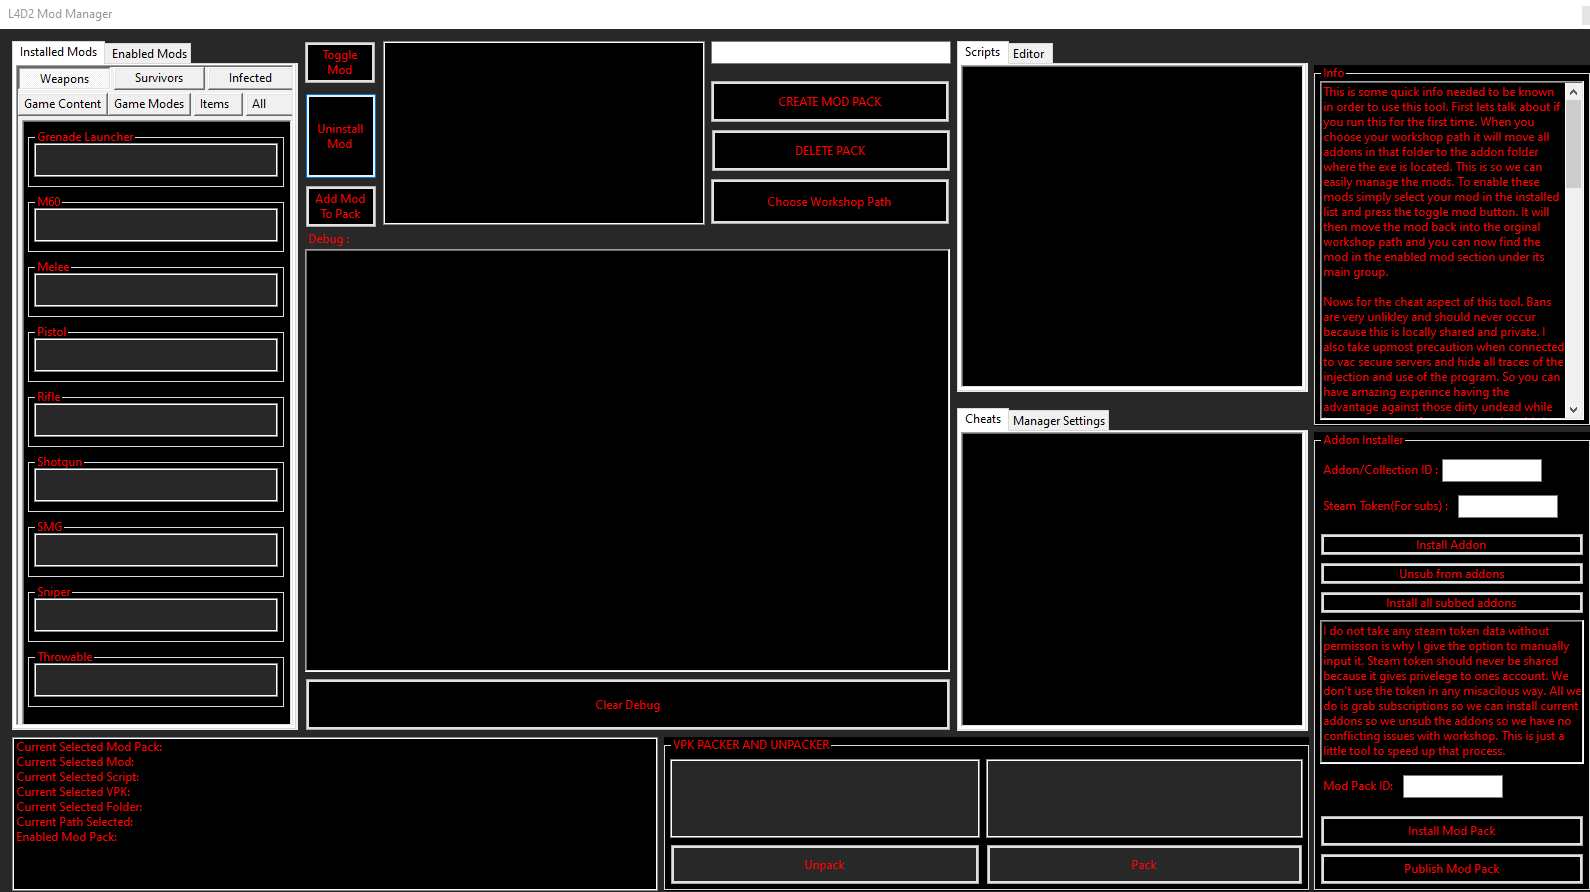 L4D2 Mod Manager
Installed Mods
Enabled Mods
Weapons
Survivors
Infected
Game Content
Game Modes
Items
All
Grenade Launcher
M60
Melee
Pistol
Rifle
Shotgun
SMG
Sniper
Throwable
Toggle
Mod
Uninstall
Mod
Add Mod
To Pack
CREATE MOD PACK
DELETE PACK
Choose Workshop Path
Debug :
Clear Debug
Scripts
Editor
Cheats
Manager Settings
Info
This is some quick info needed to be known
in order to use this tool. First lets talk about if
you run this for the first time. When you
choose your workshop path it will move all
addons in that folder to the addon folder
where the exe is located. This is so we can
easily manage the mods. To enable these
mods simply select your mod in the installed
list and press the toggle mod button. It will
then move the mod back into the orginal
workshop path and you can now find the
mod in the enabled mod section under its
main group.
Nows for the cheat aspect of this tool. Bans
are very unlikley and should never occur
because this is locally shared and private. I
also take upmost precaution when connected
to vac secure servers and hide all traces of the
injection and use of the program. So you can
have amazing experince having the
advantage against those dirty undead while
Addon Installer
Addon/Collection ID :
Steam Token(For subs) :
Install Addon
Unsub from addons
Install all subbed addons
I do not take any steam token data without
permisson is why I give the option to manually
input it. Steam token should never be shared
because it gives privelege to ones account. We
don't use the token in any misacilous way. All we
do is grab subscriptions so we can install current
addons so we unsub the addons so we have no
conflicting issues with workshop. This is just a
little tool to speed up that process.
Mod Pack ID:
Install Mod Pack
Publish Mod Pack
Current Selected Mod Pack:
Current Selected Mod:
Current Selected Script:
Current Selected VPK:
Current Selected Folder:
Current Path Selected:
Enabled Mod Pack:
VPK PACKER AND UNPACKER
Unpack
Pack